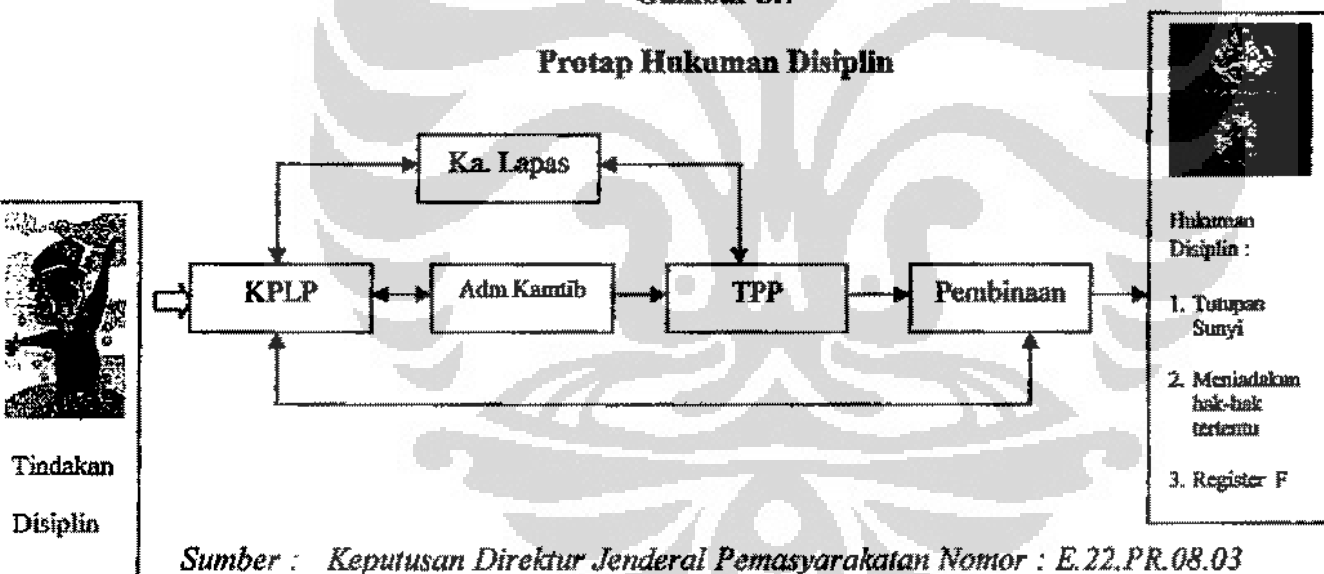 Protap Hukuman Disiplin
Ka. Lapas
KPLP
Adm Kamtib
TPP
Pembinaan
Tindakan
Disiplin
Hukuman
Disiplin :
1. Tutupan
Sunyi
2. Meniadakan
hak-hak
tertentu
3. Register F
Sumber : Keputusan Direktur Jenderal Pemasyarakatan Nomor : E.22.PR.08.03